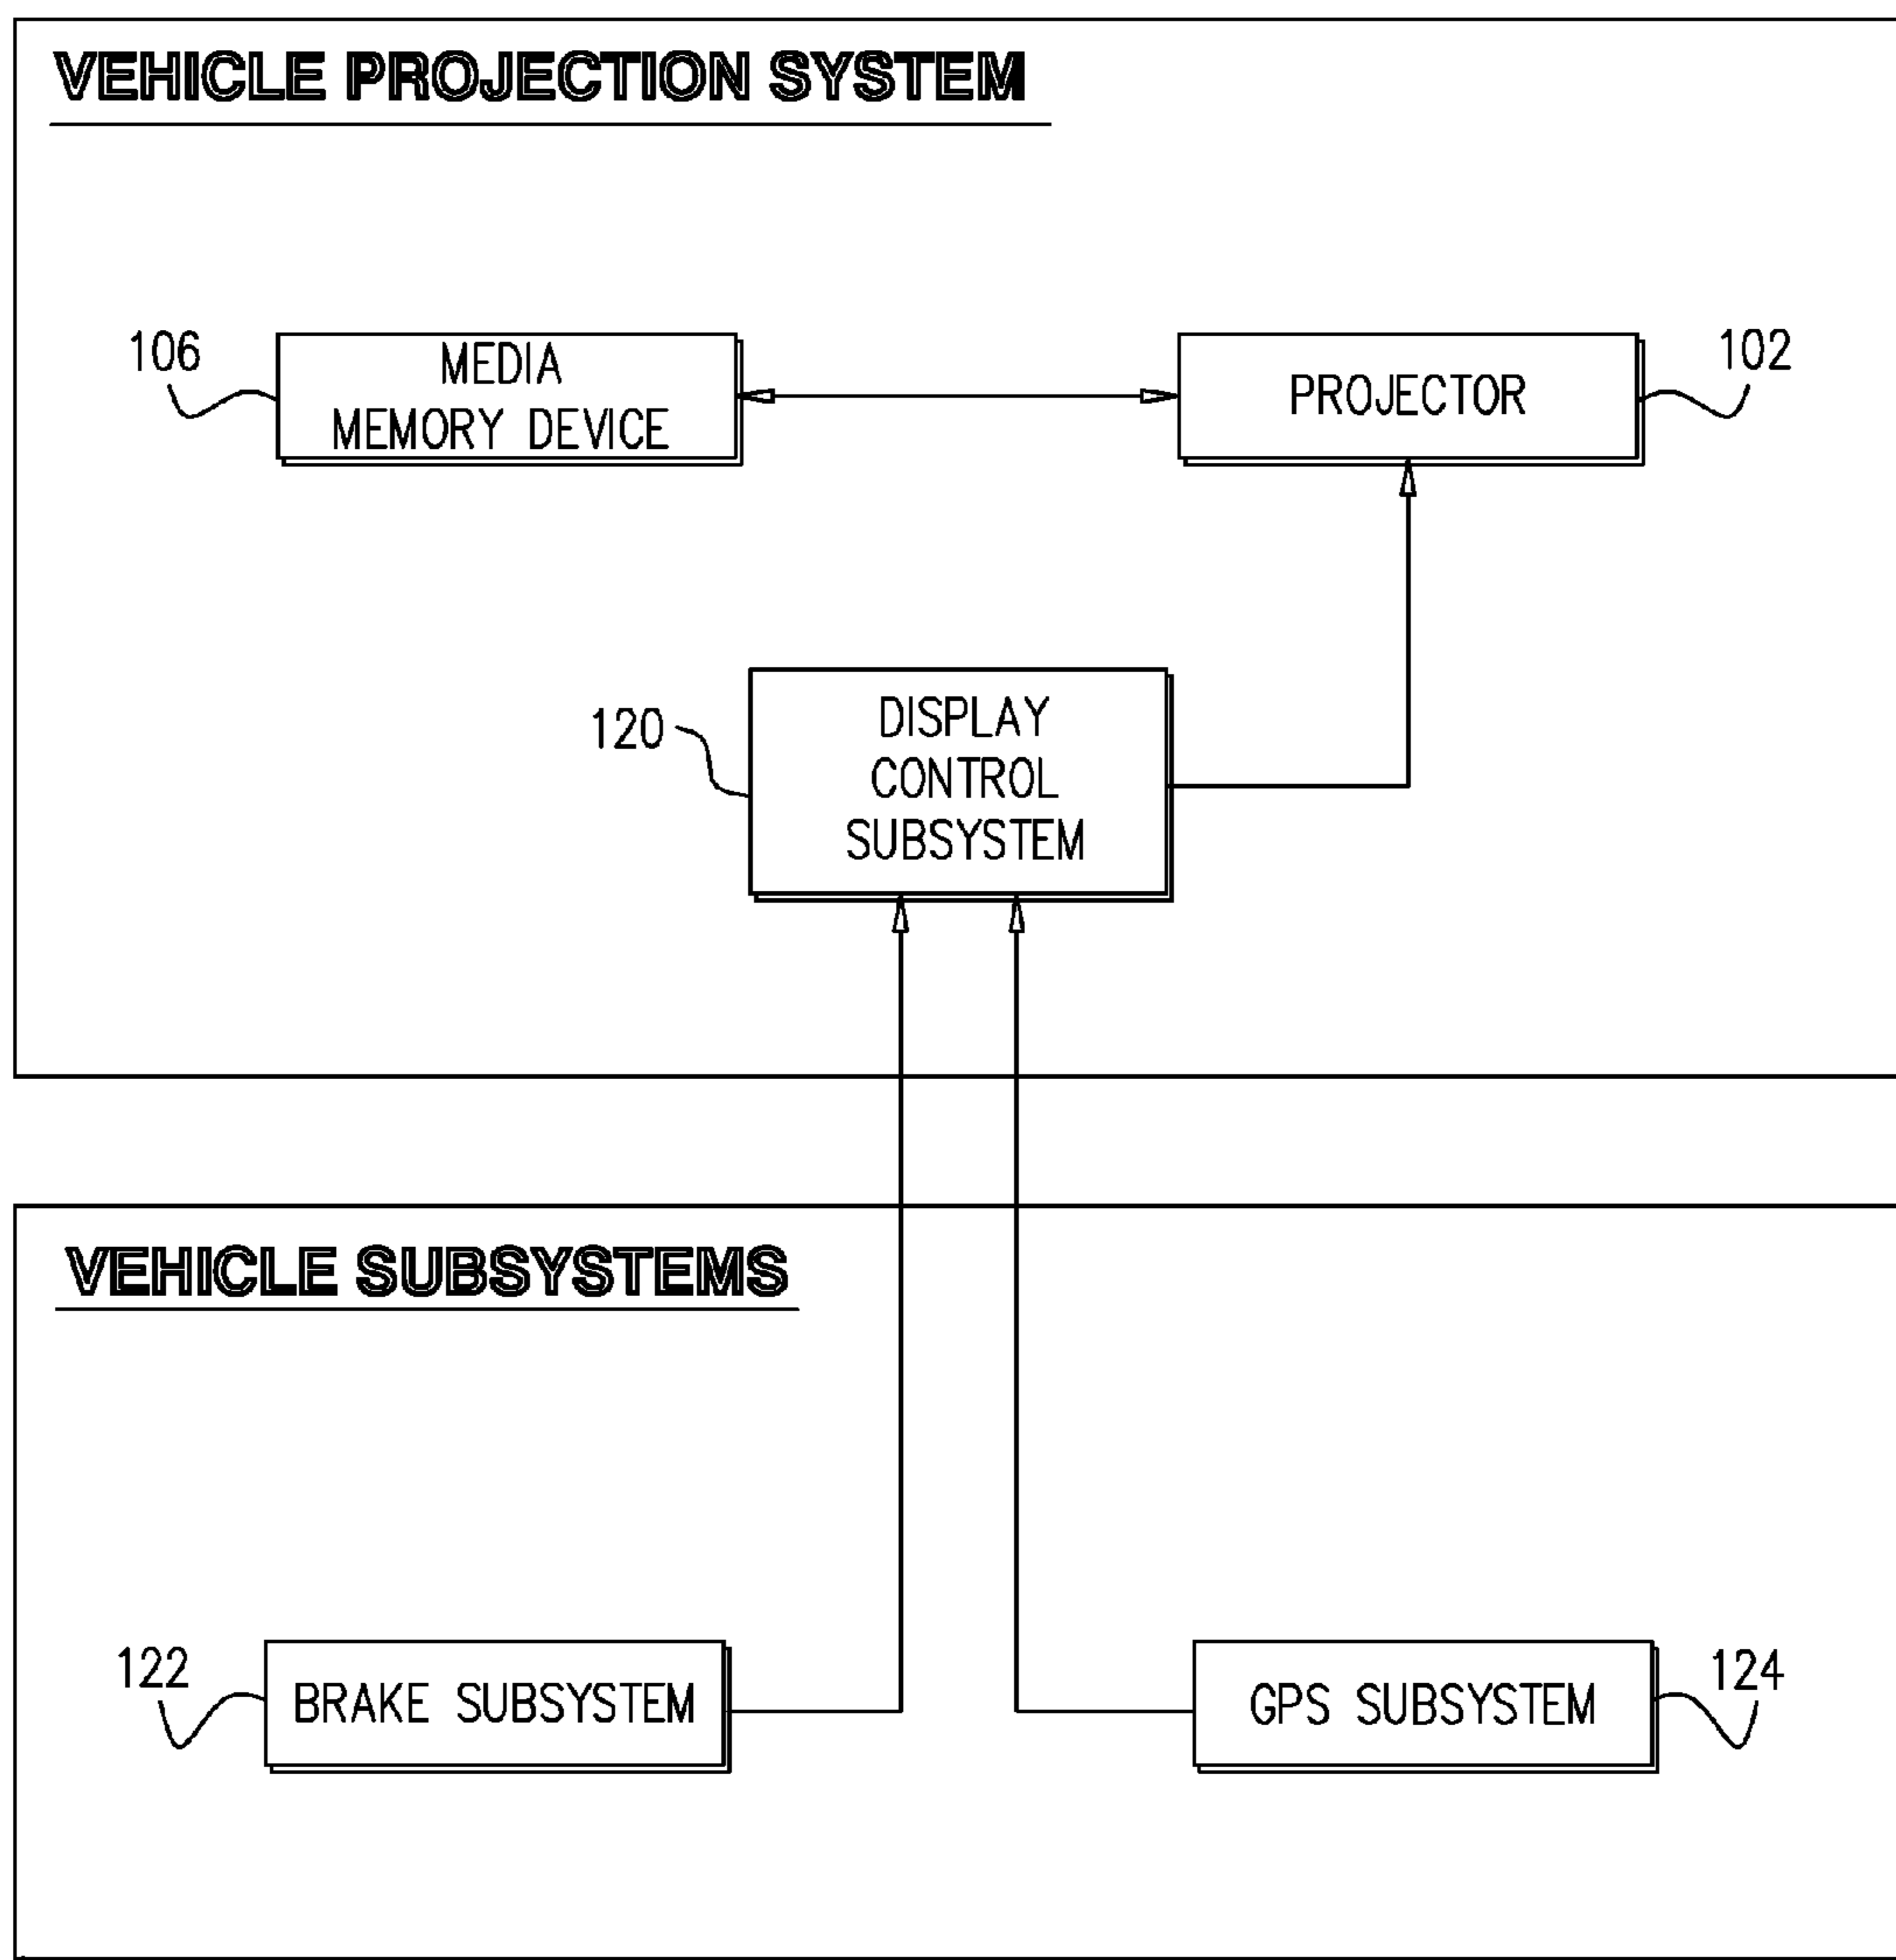 VEHICLE PROJECTION SYSTEM
106
MEDIA
MEMORY DEVICE
PROJECTOR
102
120
DISPLAY
CONTROL
SUBSYSTEM
VEHICLE SUBSYSTEMS
122
BRAKE SUBSYSTEM
GPS SUBSYSTEM
124